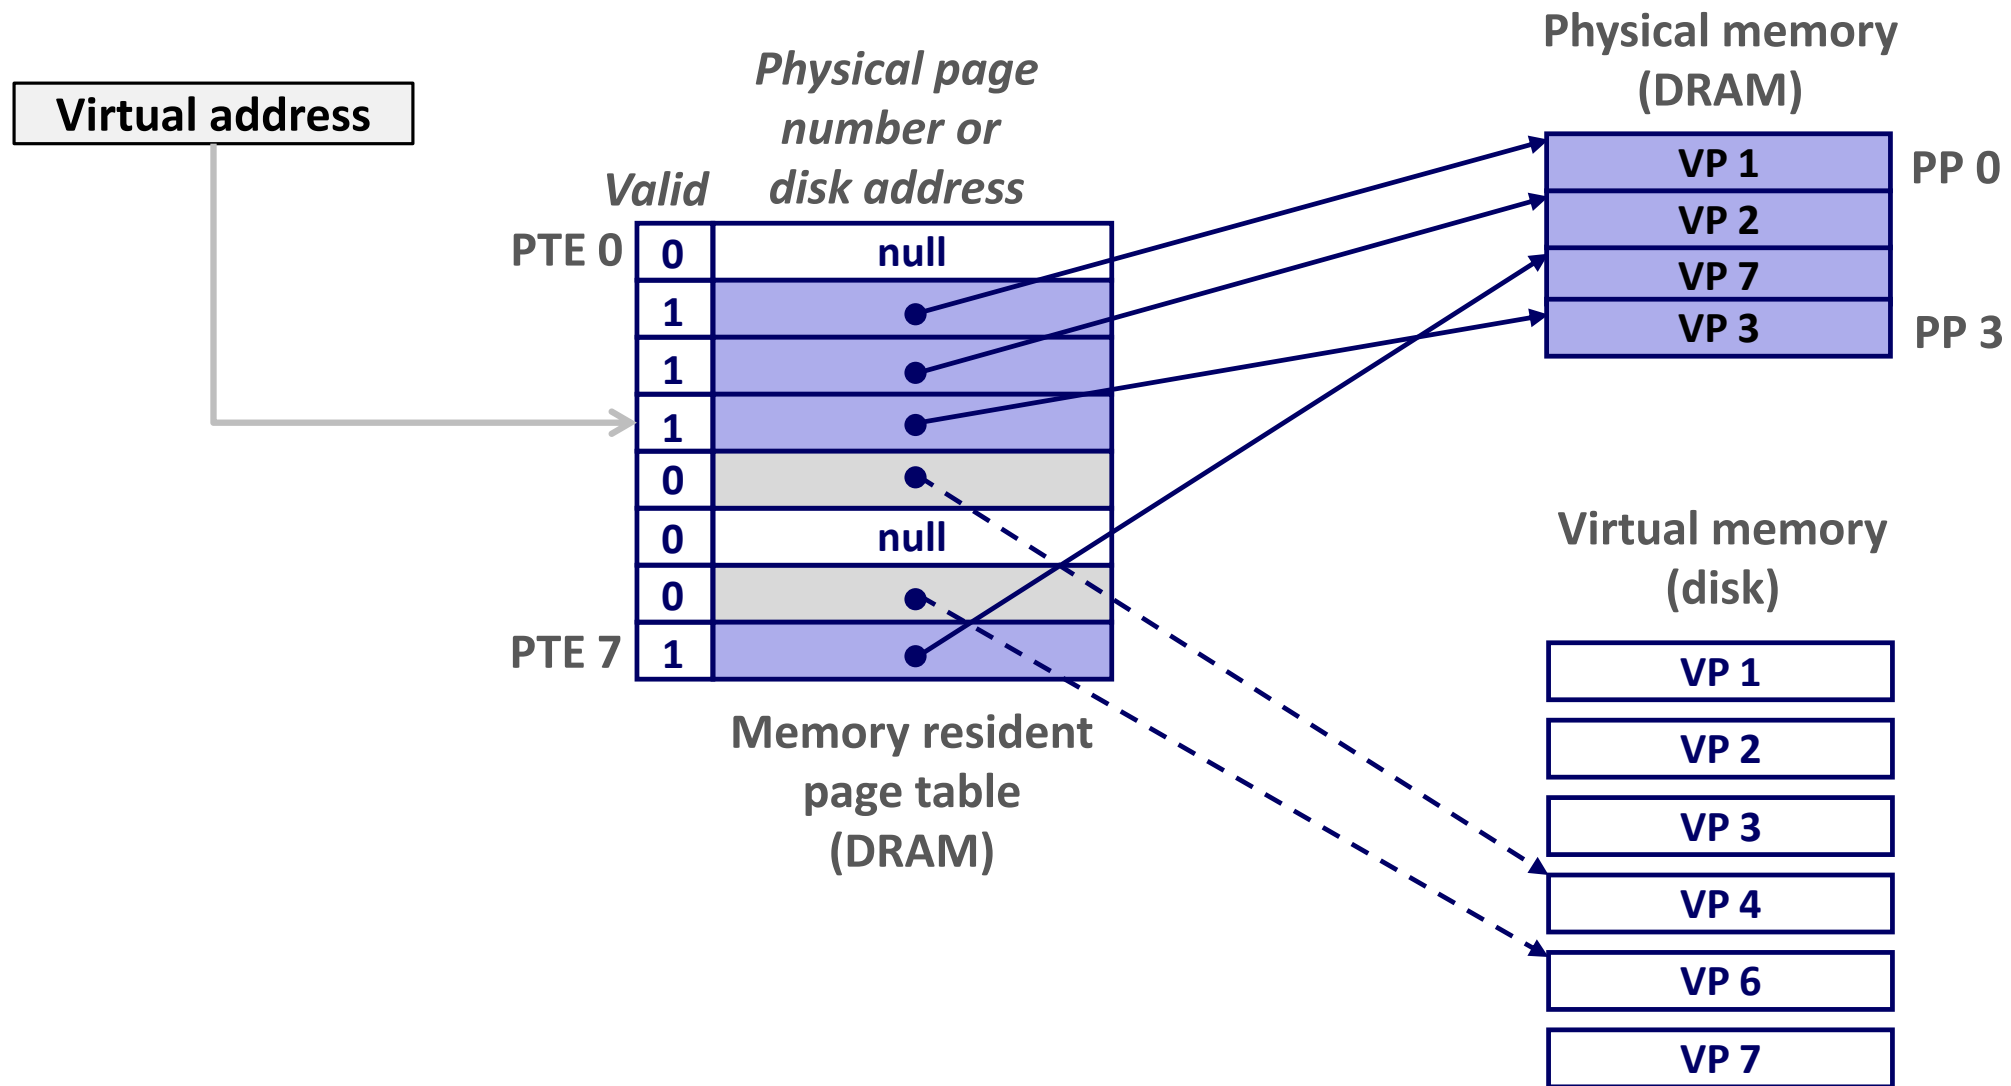 Virtual address
Physical page
number or
disk address
Valid
PTE 0
0
null
1
1
1
0
0
null
0
PTE 7
1
Memory resident
page table
(DRAM)
Physical memory
(DRAM)
VP 1
PP 0
VP 2
VP 7
VP 3
PP 3
Virtual memory
(disk)
VP 1
VP 2
VP 3
VP 4
VP 6
VP 7